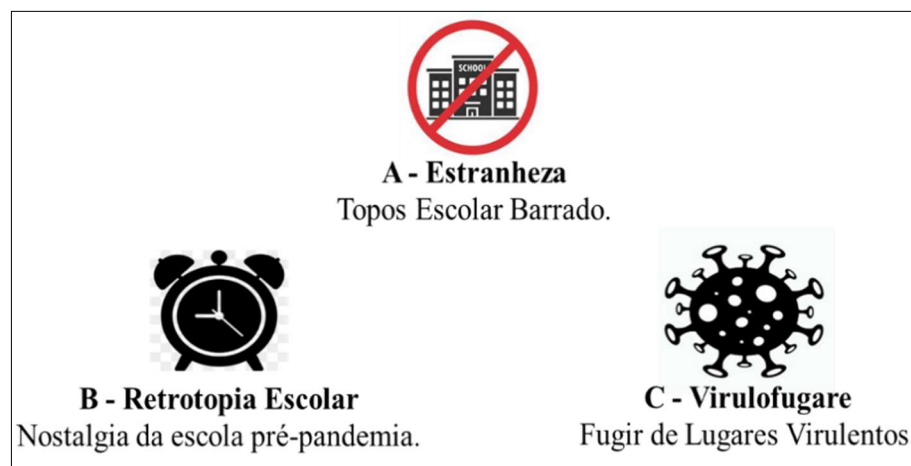 SCHOOL
A - Estranheza
Topos Escolar Barrado.
B - Retrotopia Escolar
Nostalgia da escola pré-pandemia.
C - Virulofugare
Fugir de Lugares Virulentos